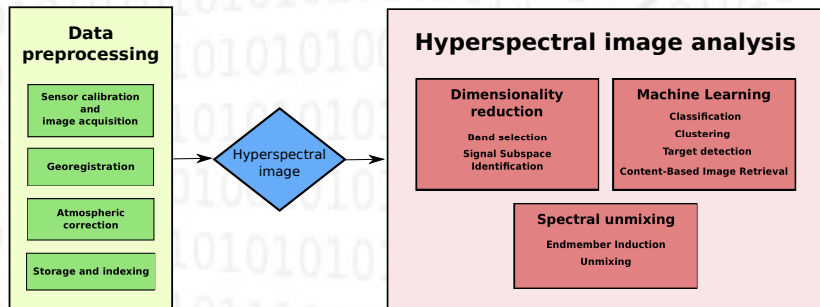 Data
preprocessing
Sensor calibration
and
image acquisition
Georegistration
Atmospheric
correction
Storage and indexing
Hyperspectral
image
Hyperspectral image analysis
Dimensionality
reduction
Band selection
Signal Subspace
Identification
Machine Learning
Classification
Clustering
Target detection
Content-Based Image Retrieval
Spectral unmixing
Endmember Induction
Unmixing